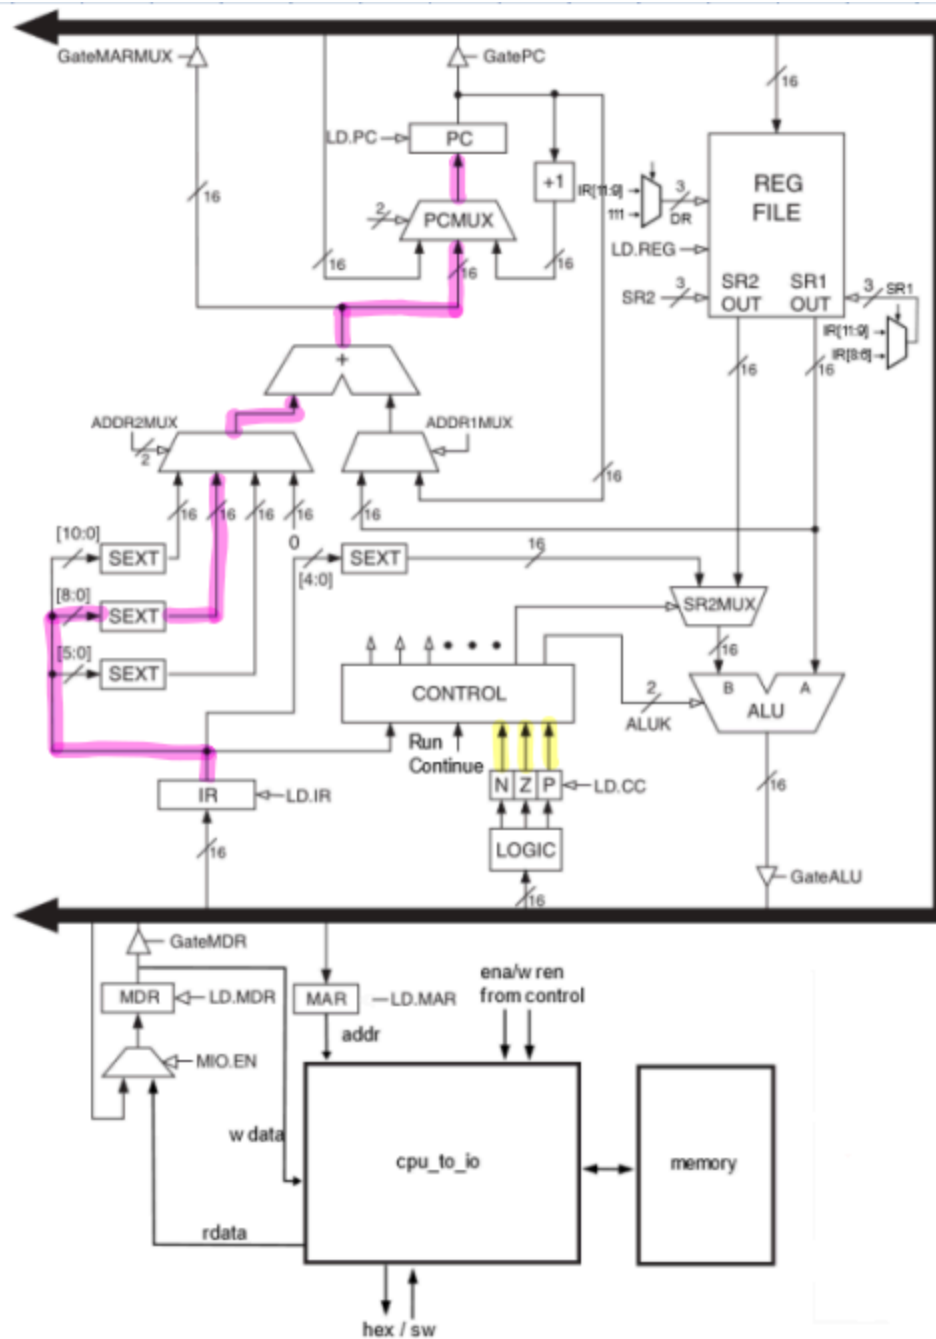 GateMARMUX
GatePC
16
LD.PC
PC
+1
REG
FILE
IR[11:9]
111
3
DR
16
2
PCMUX
LD.REG
16
16
16
SR2
3
SR2
OUT
SR1
OUT
3
SR1
IR[11:9]
IR[8:6]
+
16
16
ADDR2MUX
2
ADDR1MUX
16
16
16
16
16
16
0
[10:0]
SEXT
[4:0]
SEXT
16
[8:0]
SEXT
SR2MUX
[5:0]
SEXT
16
CONTROL
2
ALUK
B
A
ALU
Run
Continue
IR
LD.IR
N
Z
P
LD.CC
16
16
LOGIC
16
GateALU
GateMDR
MDR
LD.MDR
MAR
LD.MAR
ena/w ren
from control
addr
MIO.EN
w data
cpu_to_io
memory
rdata
hex / sw